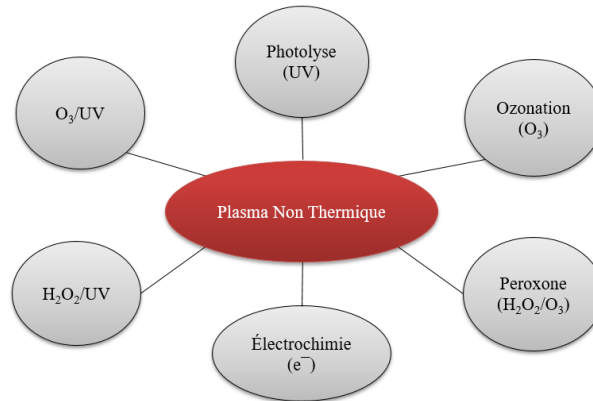 Photolyse
(UV)
O₃/UV
Ozonation
(O₃)
Plasma Non Thermique
H₂O₂/UV
Peroxone
(H₂O₂/O₃)
Électrochimie
(e⁻)